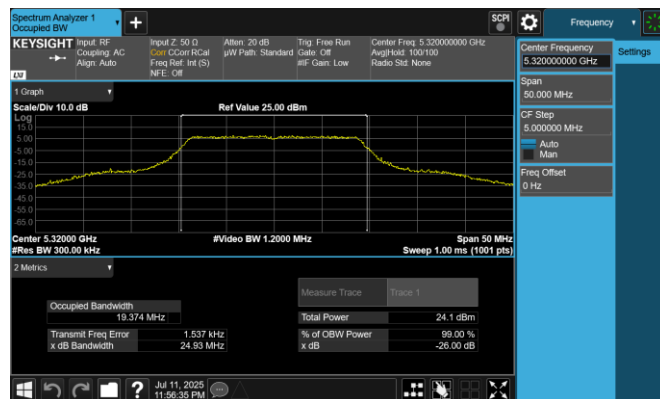 Spectrum Analyzer 1
Occupied BW
SCPI
Frequency
KEYSIGHT
Input: RF
Coupling: AC
Align: Auto
Input Z: 50 Ω
Corr CCorr RCal
Freq Ref: Int (S)
NFE: Off
Atten: 20 dB
µW Path: Standard
Trig: Free Run
Gate: Off
#IF Gain: Low
Center Freq: 5.320000000 GHz
Avg|Hold: 100/100
Radio Std: None
LXI
Center Frequency
5.320000000 GHz
Settings
Span
50.000 MHz
CF Step
5.000000 MHz
Auto
Man
Freq Offset
0 Hz
1 Graph
Scale/Div 10.0 dB
Ref Value 25.00 dBm
Log
15.0
5.00
-5.00
-15.0
-25.0
-35.0
-45.0
-55.0
-65.0
Center 5.32000 GHz
#Video BW 1.2000 MHz
Span 50 MHz
#Res BW 300.00 kHz
Sweep 1.00 ms (1001 pts)
2 Metrics
Measure Trace
Trace 1
Occupied Bandwidth
19.374 MHz
Total Power
24.1 dBm
Transmit Freq Error
1.537 kHz
% of OBW Power
99.00 %
x dB Bandwidth
24.93 MHz
x dB
-26.00 dB
?
Jul 11, 2025
11:56:35 PM